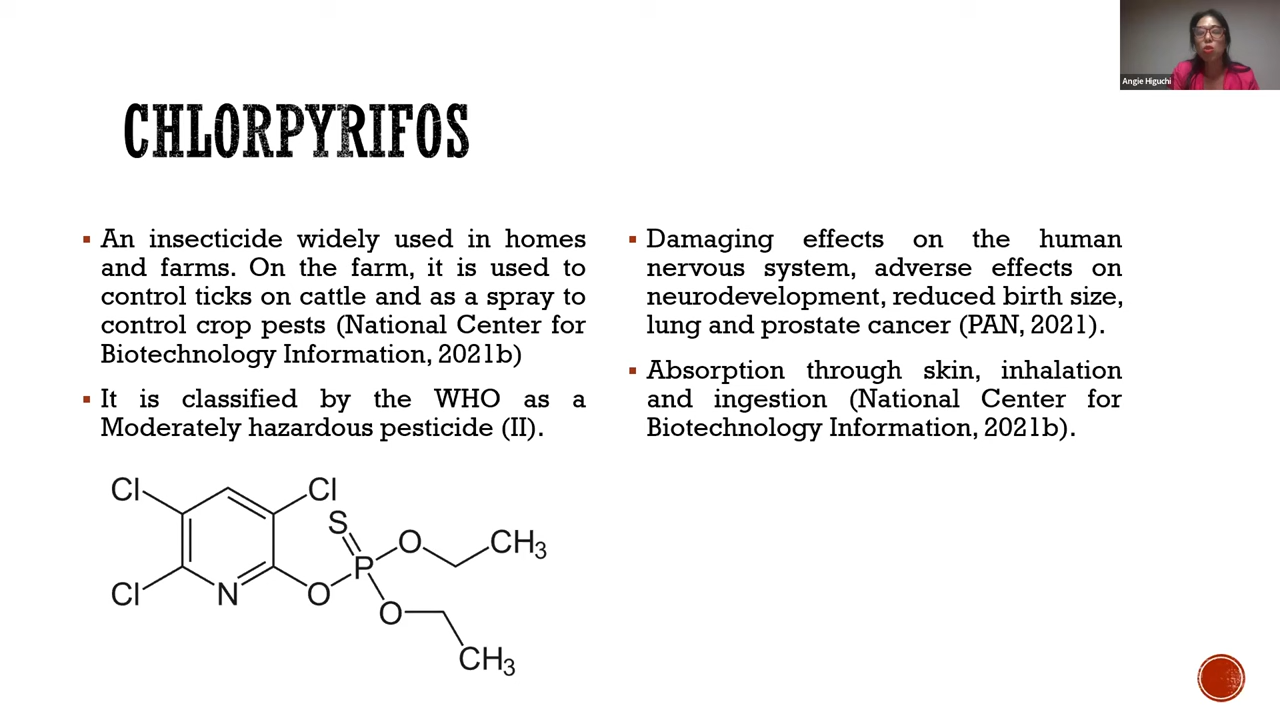 Angie Higuchi
CHLORPYRIFOS
▪ An insecticide widely used in homes
and farms. On the farm, it is used to
control ticks on cattle and as a spray to
control crop pests (National Center for
Biotechnology Information, 2021b)
▪ It is classified by the WHO as a
Moderately hazardous pesticide (II).
▪ Damaging effects on the human
nervous system, adverse effects on
neurodevelopment, reduced birth size,
lung and prostate cancer (PAN, 2021).
▪ Absorption through skin, inhalation
and ingestion (National Center for
Biotechnology Information, 2021b).
Cl Cl
S
O CH3
P
Cl N O
O
CH3